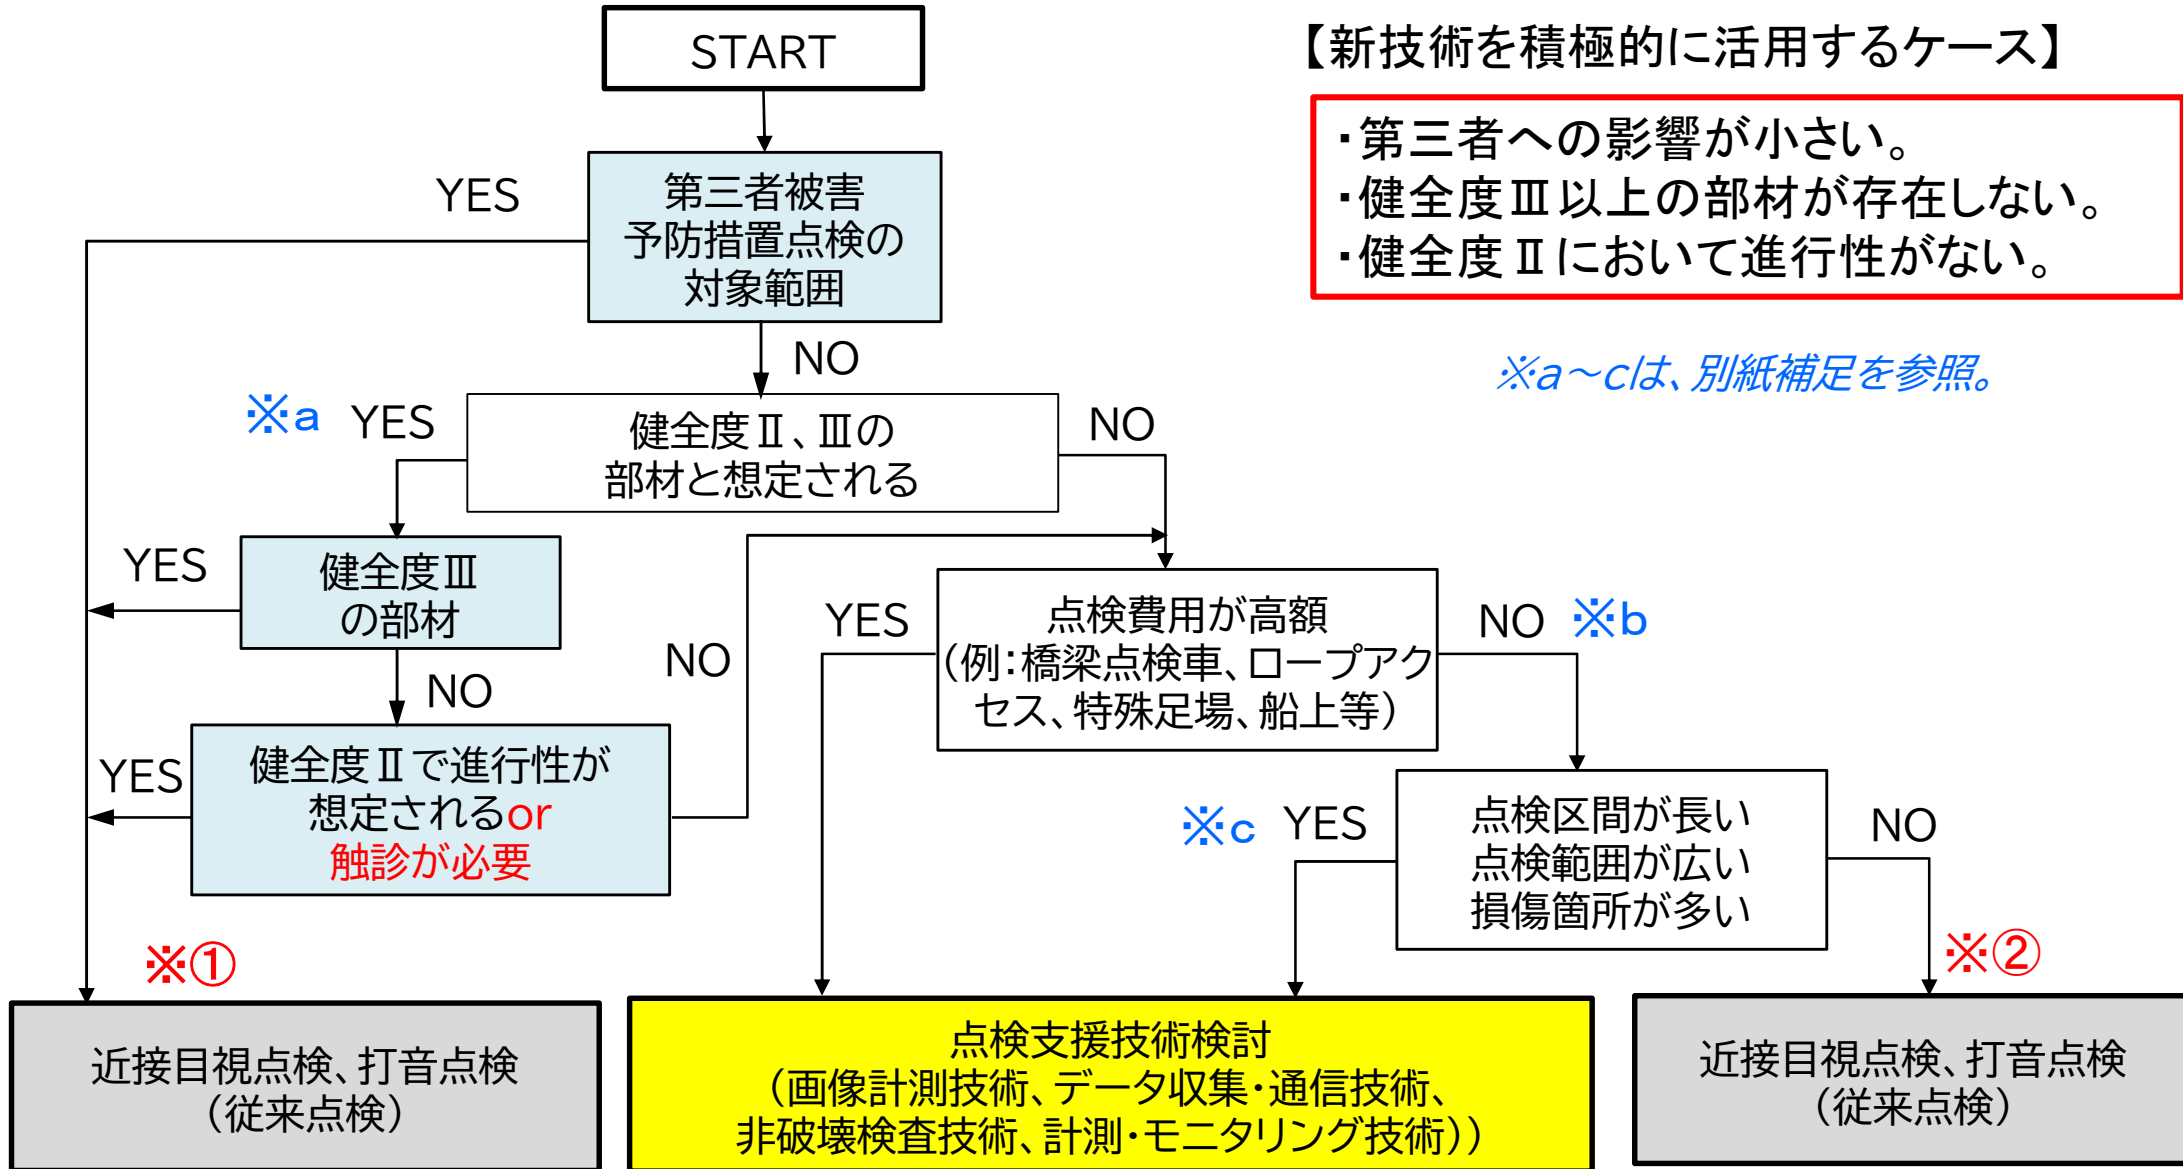 START
【新技術を積極的に活用するケース】
・第三者への影響が小さい。
・健全度Ⅲ以上の部材が存在しない。
・健全度Ⅱにおいて進行性がない。
※a～cは、別紙補足を参照。
YES
第三者被害
予防措置点検の
対象範囲
NO
※a
YES
健全度Ⅱ、Ⅲの
部材と想定される
NO
YES
健全度Ⅲ
の部材
NO
YES
健全度Ⅱで進行性が
想定されるor
触診が必要
NO
YES
点検費用が高額
（例：橋梁点検車、ロープアク
セス、特殊足場、船上等）
NO
※b
※c
YES
点検区間が長い
点検範囲が広い
損傷箇所が多い
NO
※①
※②
近接目視点検、打音点検
（従来点検）
点検支援技術検討
（画像計測技術、データ収集・通信技術、
非破壊検査技術、計測・モニタリング技術））
近接目視点検、打音点検
（従来点検）